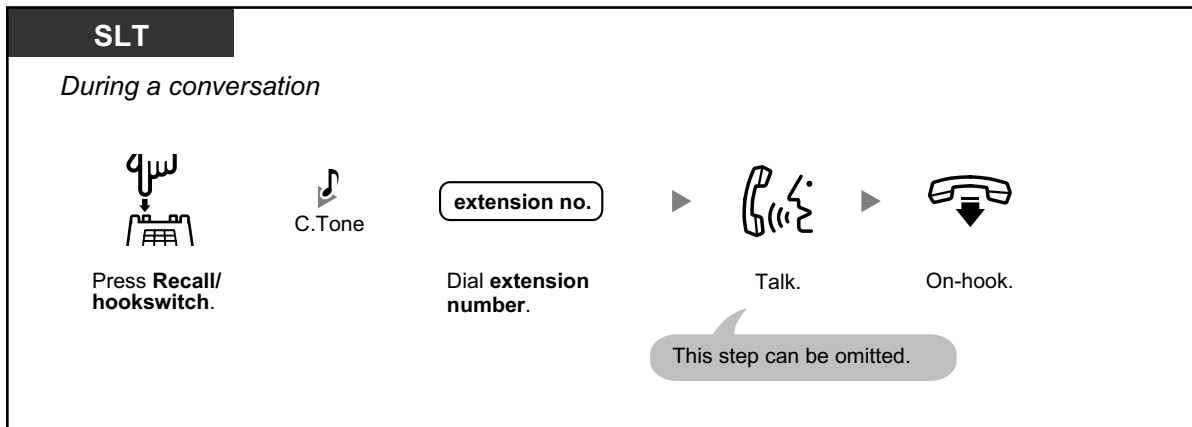 SLT
During a conversation
C.Tone
extension no.
Press Recall/
hookswitch.
Dial extension
number.
Talk.
On-hook.
This step can be omitted.